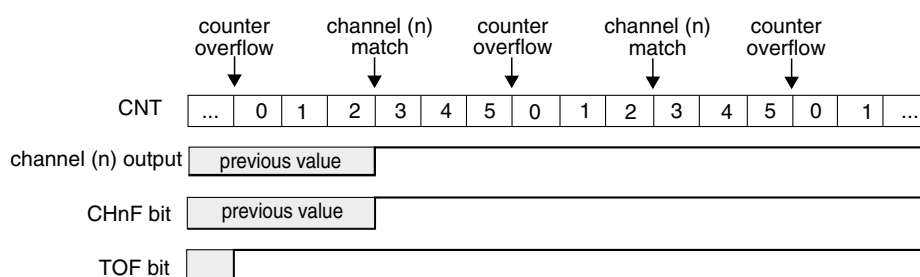 counter
overflow
channel (n)
match
counter
overflow
channel (n)
match
counter
overflow
CNT ... 0 1 2 3 4 5 0 1 2 3 4 5 0 1 ...
channel (n) output previous value
CHnF bit previous value
TOF bit